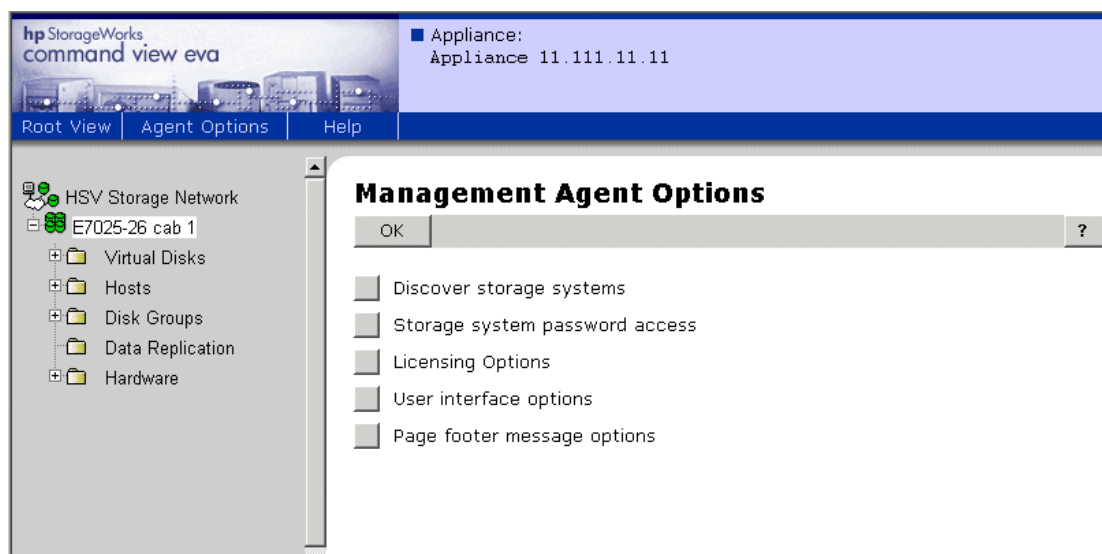 hp StorageWorks
command view eva
Appliance:
Appliance 11.111.11.11
Root View
Agent Options
Help
HSV Storage Network
E7025-26 cab 1
Virtual Disks
Hosts
Disk Groups
Data Replication
Hardware
Management Agent Options
OK
?
Discover storage systems
Storage system password access
Licensing Options
User interface options
Page footer message options